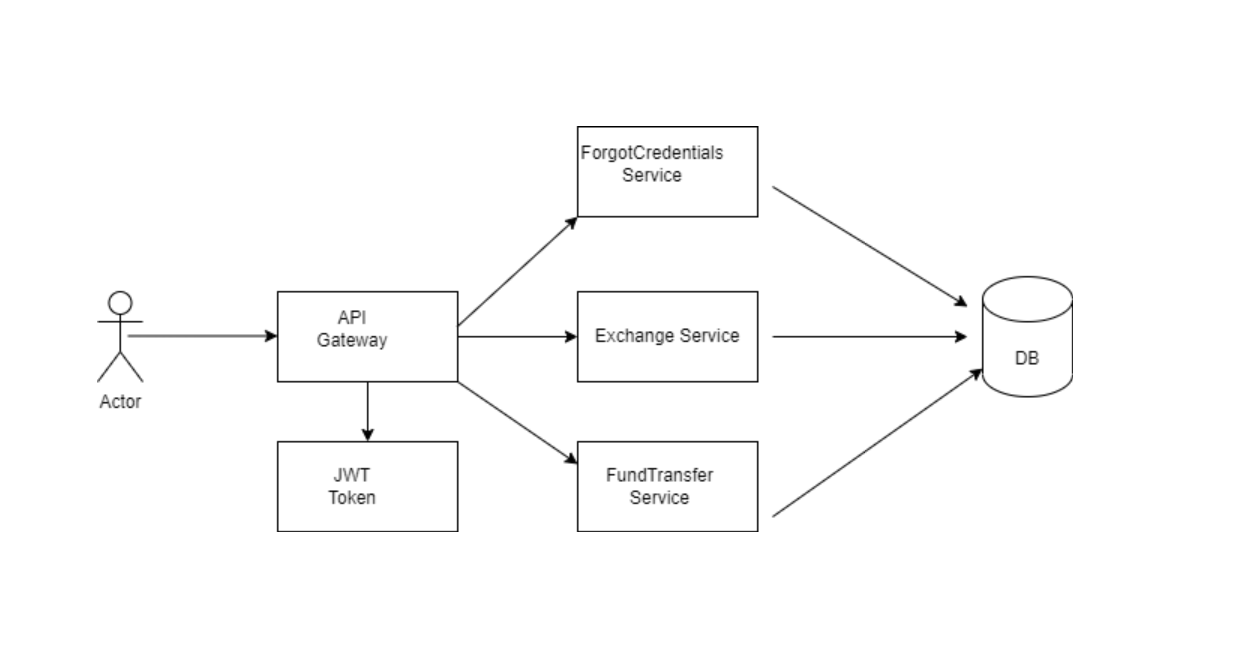 ForgotCredentials
Service
API
Gateway
Exchange Service
DB
Actor
JWT
Token
FundTransfer
Service